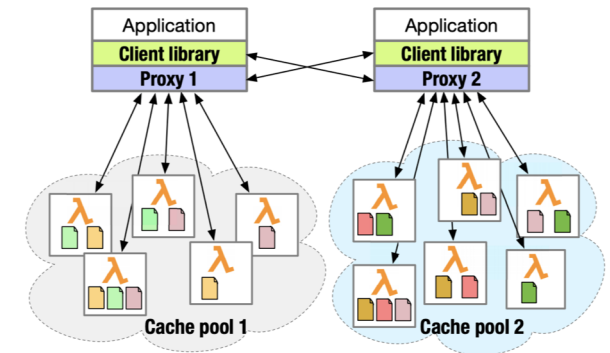 Application
Client library
Proxy 1
Application
Client library
Proxy 2
λ
λ
λ
λ
λ
Cache pool 1
λ
λ
λ
λ
λ
λ
Cache pool 2